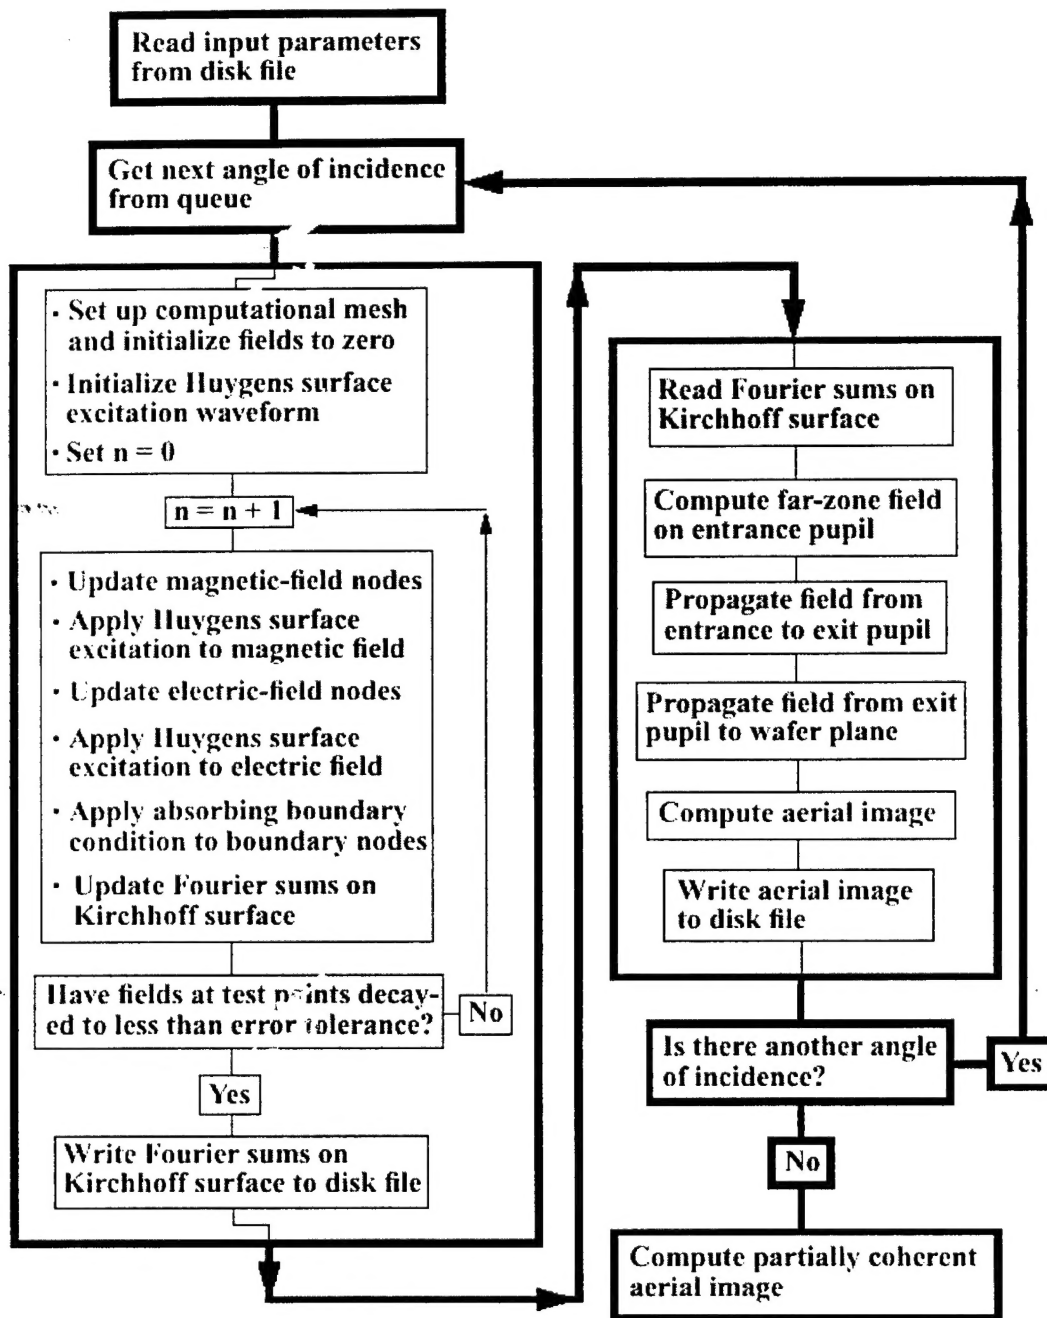 Read input parameters
from disk file
Get next angle of incidence
from queue
· Set up computational mesh
and initialize fields to zero
· Initialize Huygens surface
excitation waveform
· Set n = 0
n = n + 1
· Update magnetic-field nodes
· Apply Huygens surface
excitation to magnetic field
· Update electric-field nodes
· Apply Huygens surface
excitation to electric field
· Apply absorbing boundary
condition to boundary nodes
· Update Fourier sums on
Kirchhoff surface
Have fields at test points decay-
ed to less than error tolerance?
No
Yes
Write Fourier sums on
Kirchhoff surface to disk file
Read Fourier sums on
Kirchhoff surface
Compute far-zone field
on entrance pupil
Propagate field from
entrance to exit pupil
Propagate field from exit
pupil to wafer plane
Compute aerial image
Write aerial image
to disk file
Is there another angle
of incidence?
Yes
No
Compute partially coherent
aerial image